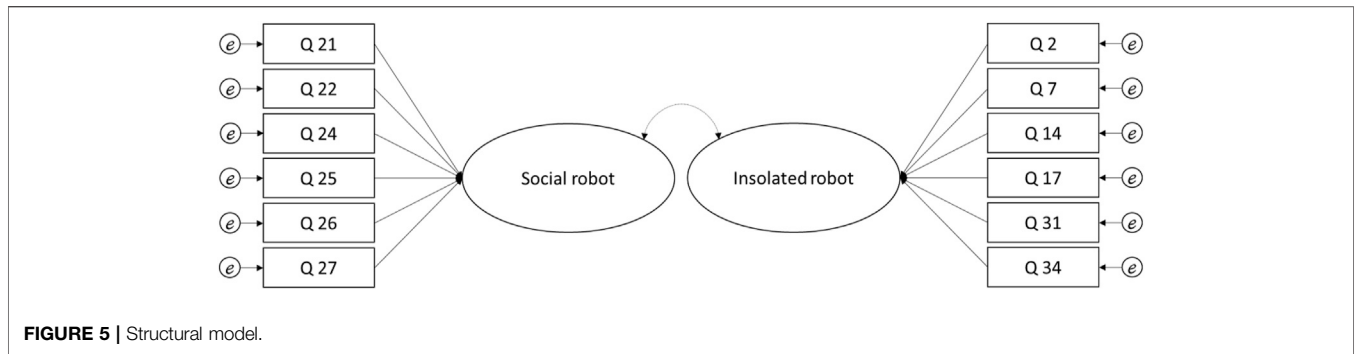 e Q 21 Q 2 e
e Q 22 Q 7 e
e Q 24 Q 14 e
e Q 25 Social robot Insolated robot Q 17 e
e Q 26 Q 31 e
e Q 27 Q 34 e
FIGURE 5 | Structural model.